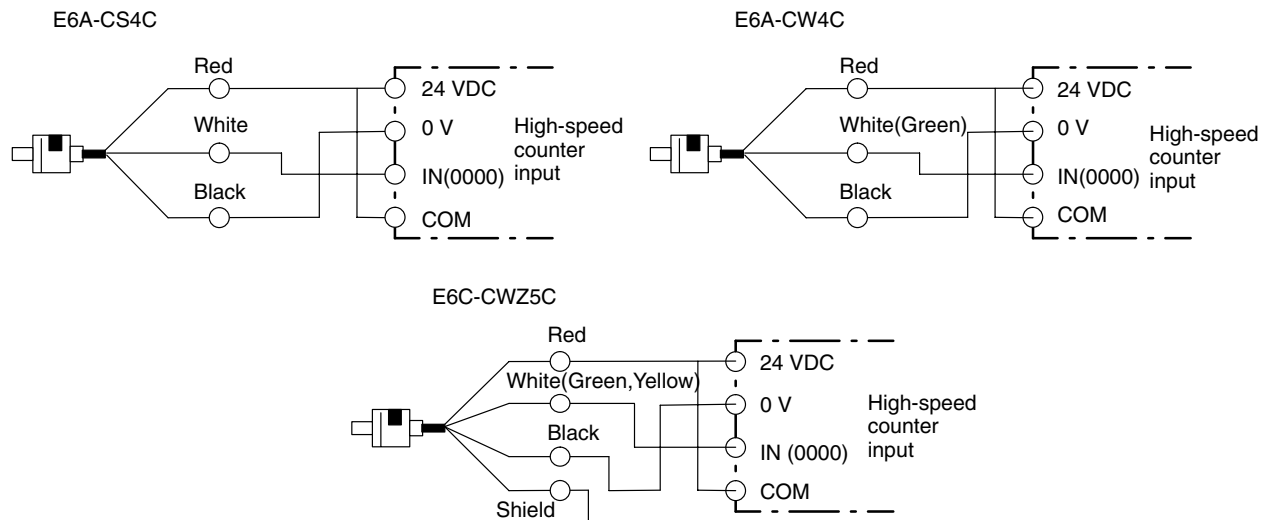 E6A-CS4C
Red
24 VDC
White
0 V
High-speed
counter
input
IN(0000)
Black
COM
E6A-CW4C
Red
24 VDC
White(Green)
0 V
High-speed
counter
input
IN(0000)
Black
COM
E6C-CWZ5C
Red
24 VDC
White(Green,Yellow)
0 V
High-speed
counter
input
Black
IN (0000)
COM
Shield